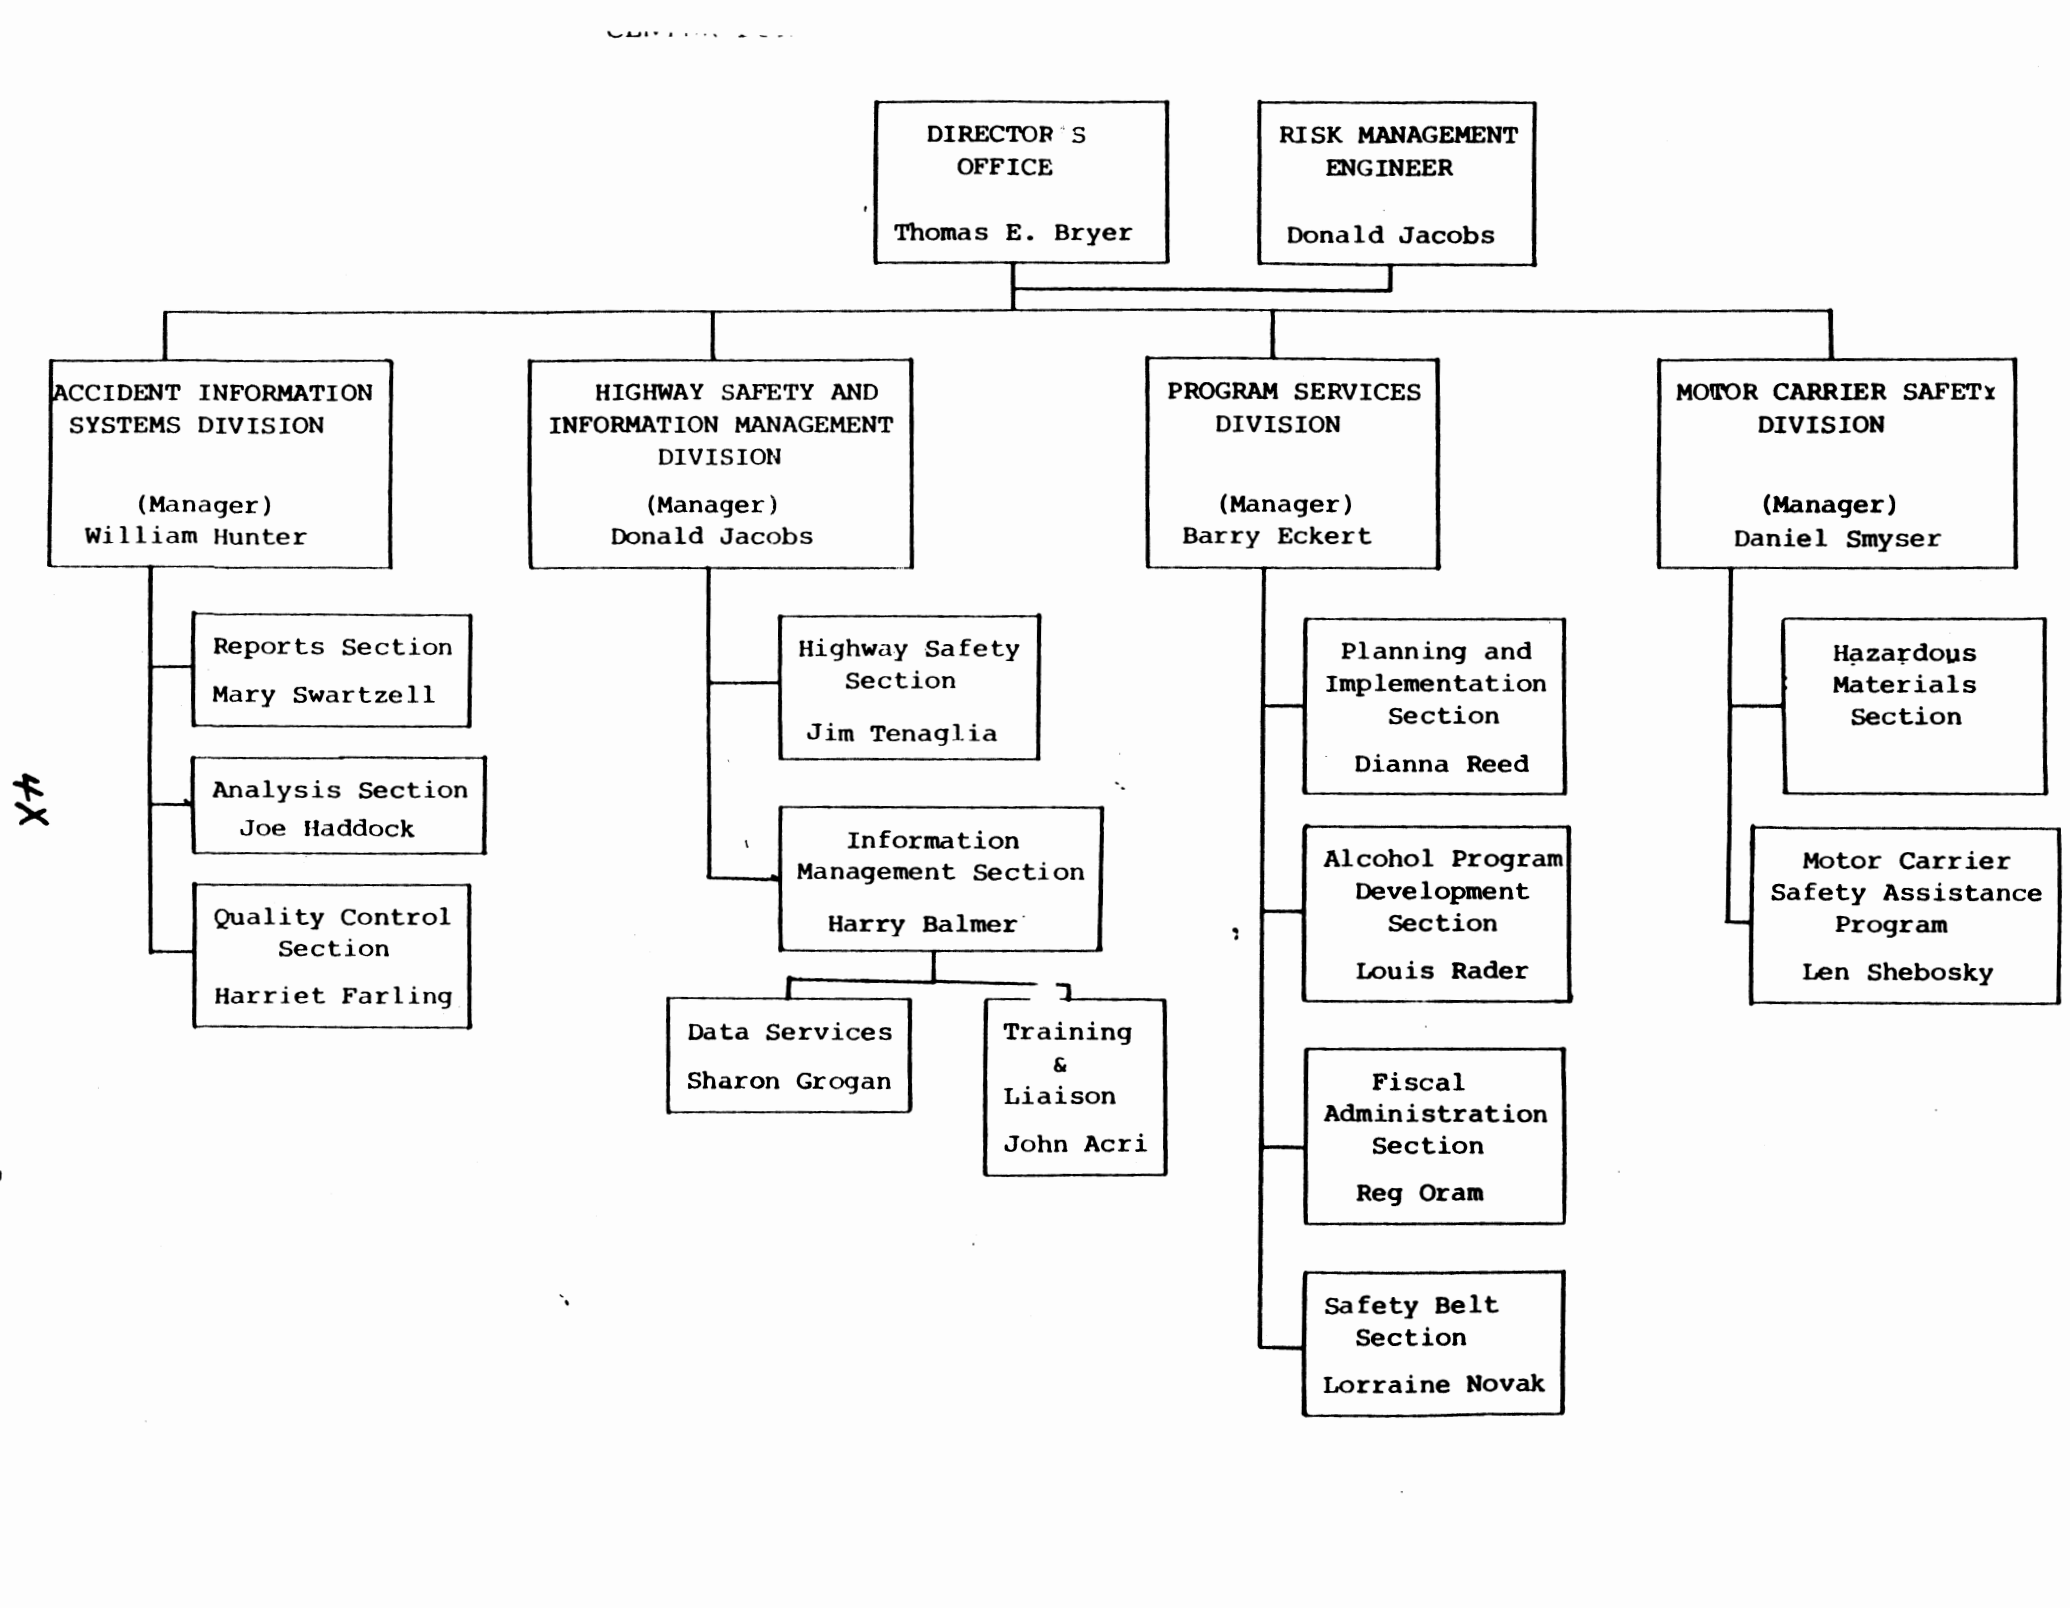 DIRECTOR'S
OFFICE
Thomas E. Bryer
RISK MANAGEMENT
ENGINEER
Donald Jacobs
ACCIDENT INFORMATION
SYSTEMS DIVISION
(Manager)
William Hunter
HIGHWAY SAFETY AND
INFORMATION MANAGEMENT
DIVISION
(Manager)
Donald Jacobs
PROGRAM SERVICES
DIVISION
(Manager)
Barry Eckert
MOTOR CARRIER SAFETY
DIVISION
(Manager)
Daniel Smyser
Reports Section
Mary Swartzell
Analysis Section
Joe Haddock
Quality Control
Section
Harriet Farling
Highway Safety
Section
Jim Tenaglia
Information
Management Section
Harry Balmer
Data Services
Sharon Grogan
Training
&
Liaison
John Acri
Planning and
Implementation
Section
Dianna Reed
Alcohol Program
Development
Section
Louis Rader
Fiscal
Administration
Section
Reg Oram
Safety Belt
Section
Lorraine Novak
Hazardous
Materials
Section
Motor Carrier
Safety Assistance
Program
Len Shebosky